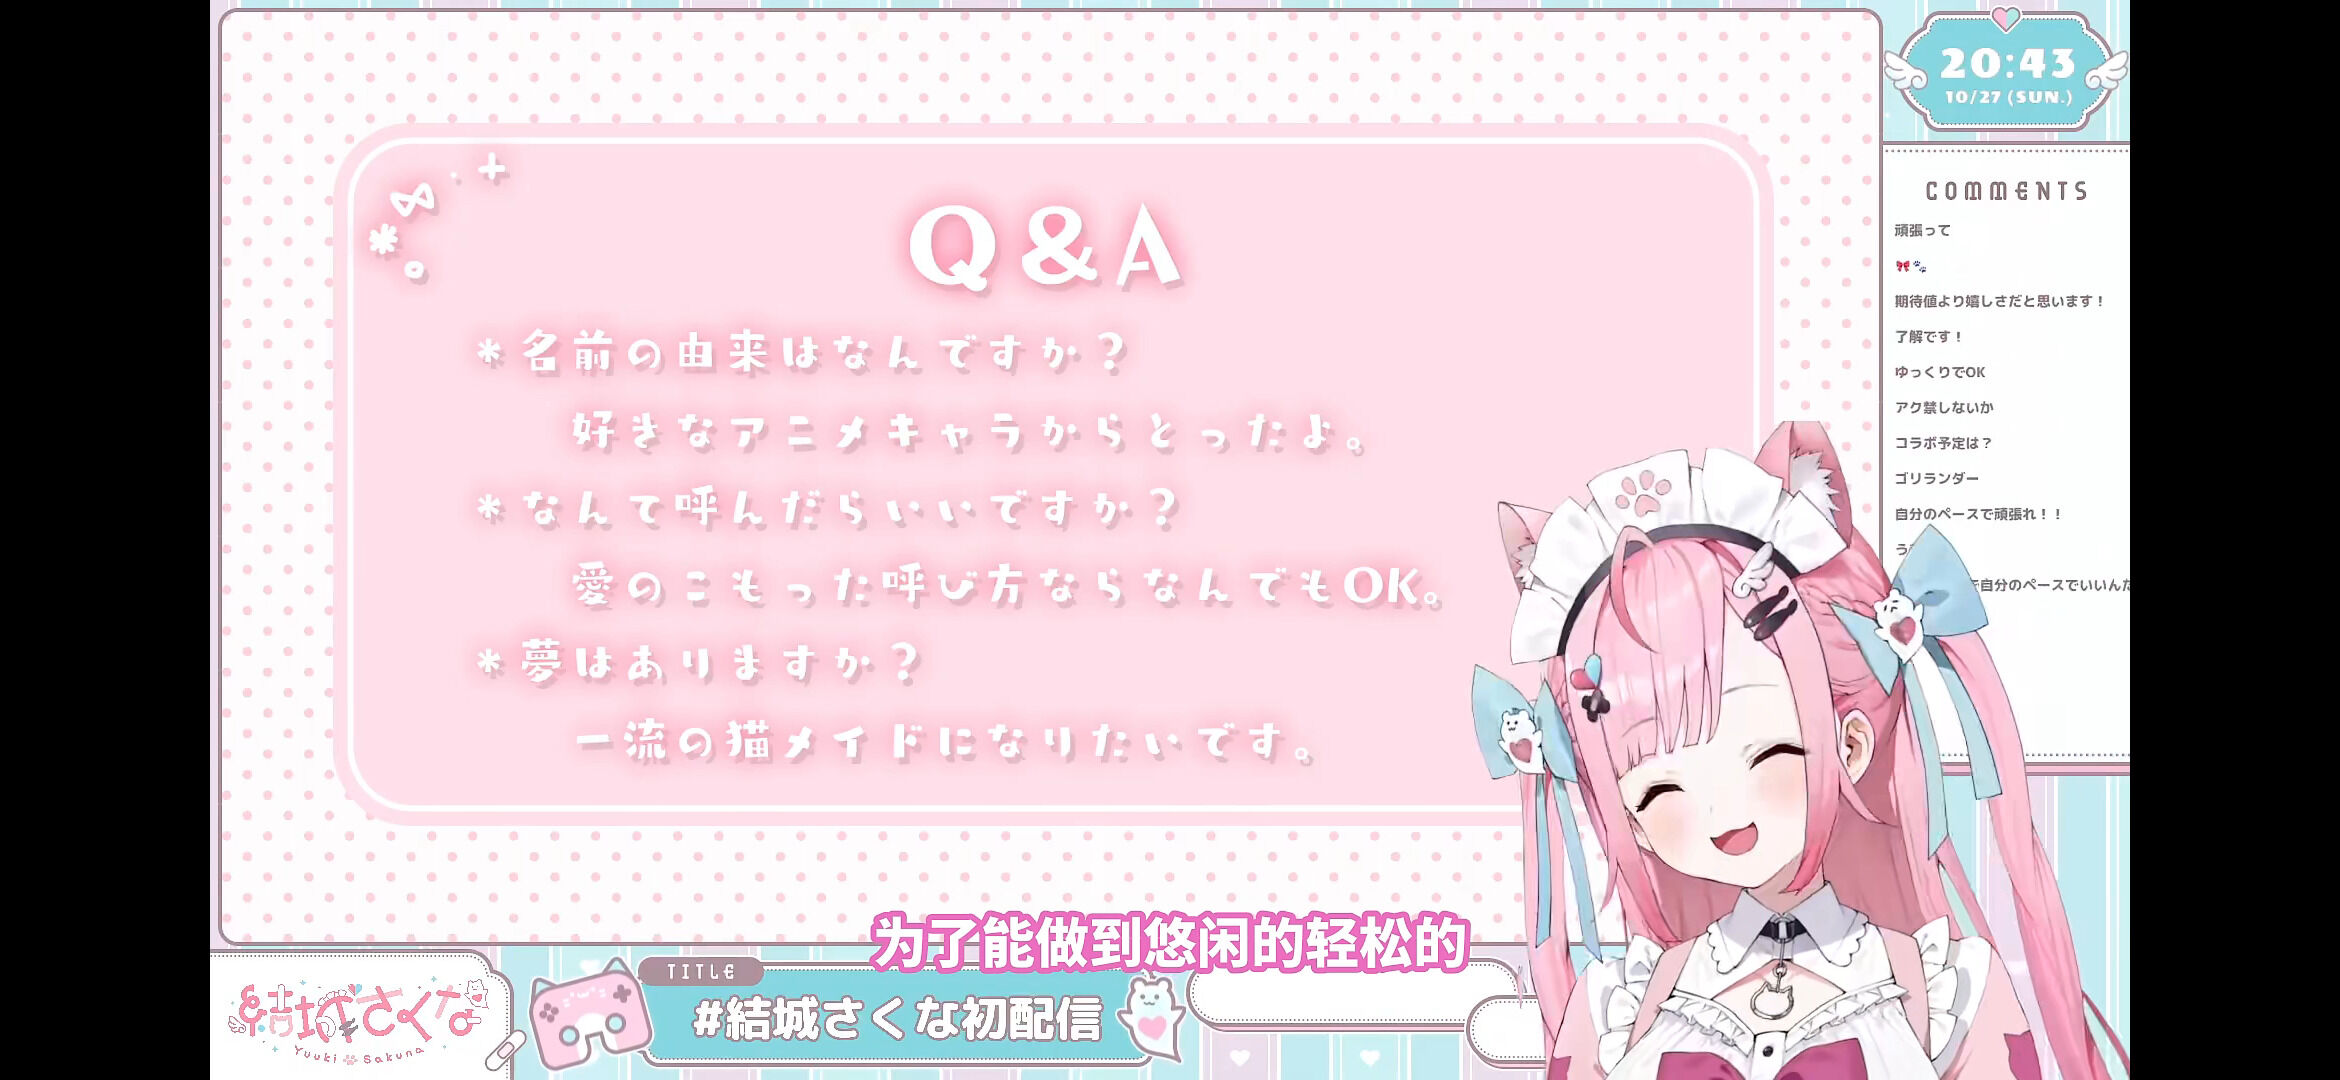 20:43
10/27 (SUN.)
Q&A
*名前の由来はなんですか？
好きなアニメキャラからとったよ。
*なんて呼んだらいいですか？
愛のこもった呼び方ならなんでもOK。
*夢はありますか？
一流の猫メイドになりたいです。
COMMENTS
頑張って
🎀🐾
期待値より嬉しさだと思います！
了解です！
ゆっくりでOK
アク禁しないか
コラボ予定は？
ゴリランダー
自分のペースで頑張れ！！
う
自分のペースでいいんだ
为了能做到悠闲的轻松的
TITLE
#結城さくな初配信
結城さくな
Yuuki Sakuna